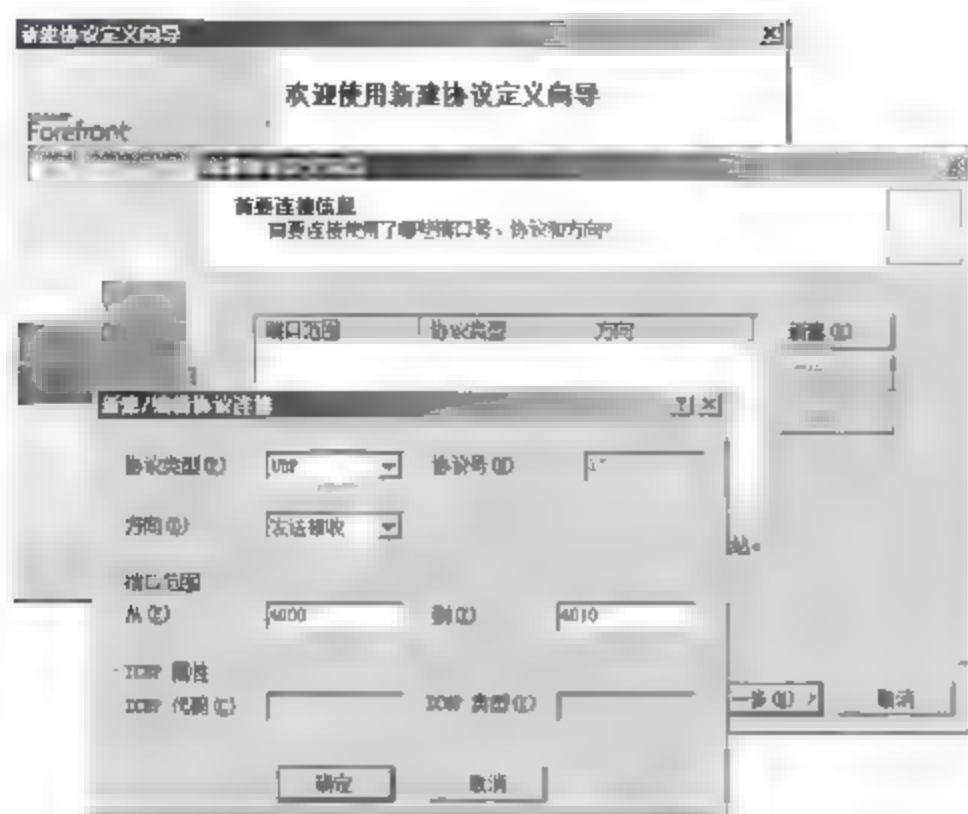 新建协议定义向导
欢迎使用新建协议定义向导
Forefront
首要连接信息
首要连接使用了哪些端口号、协议和方向?
端口范围 协议类型 方向 新建(N)
新建/编辑协议连接
协议类型(P) UDP 协议号(N)
方向(D) 发送接收
端口范围
从(F) 4000 到(T) 4010
ICMP 属性
ICMP 代码(C) ICMP 类型(Y)
一步(N) > 取消
确定 取消